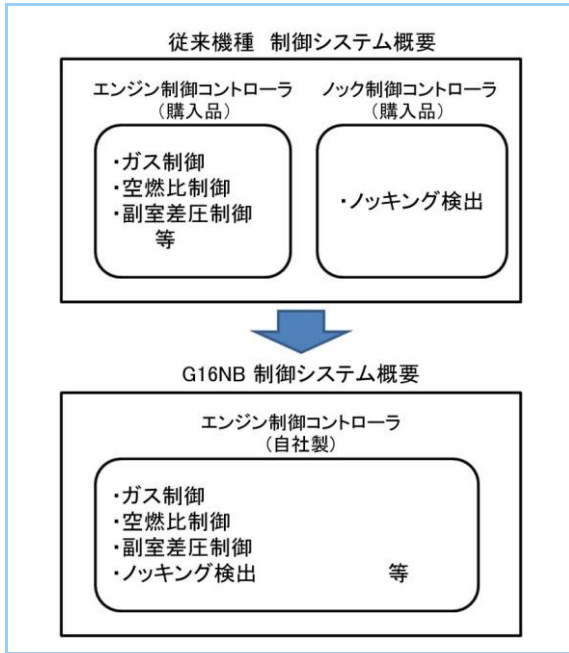 従来機種 制御システム概要
エンジン制御コントローラ
（購入品）
・ガス制御
・空燃比制御
・副室差圧制御
等
ノック制御コントローラ
（購入品）
・ノッキング検出
G16NB 制御システム概要
エンジン制御コントローラ
（自社製）
・ガス制御
・空燃比制御
・副室差圧制御
・ノッキング検出 等